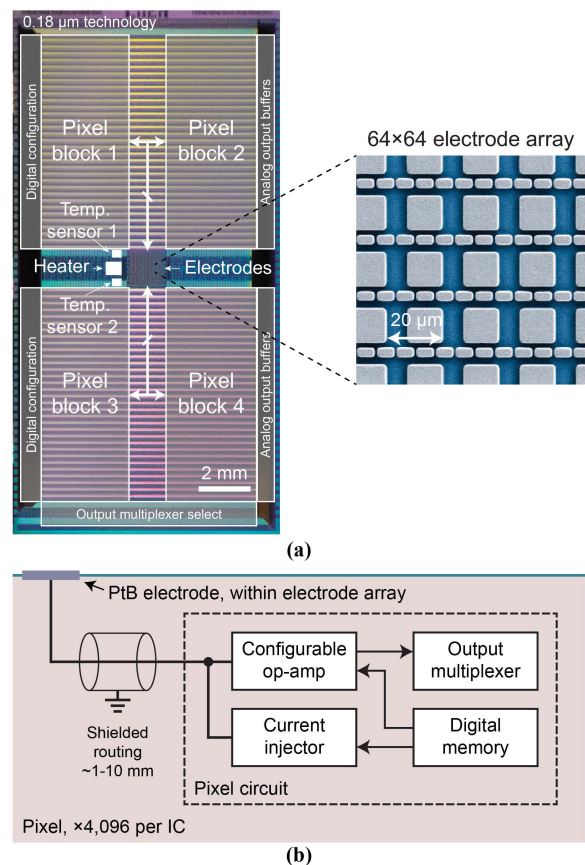 0.18 µm technology
Digital configuration
Pixel
block 1
Pixel
block 2
Analog output buffers
Temp.
sensor 1
Heater
Electrodes
Temp.
sensor 2
Digital configuration
Pixel
block 3
Pixel
block 4
Analog output buffers
2 mm
Output multiplexer select
64×64 electrode array
20 µm
(a)
PtB electrode, within electrode array
Configurable
op-amp
Output
multiplexer
Shielded
routing
~1-10 mm
Current
injector
Digital
memory
Pixel circuit
Pixel, ×4,096 per IC
(b)